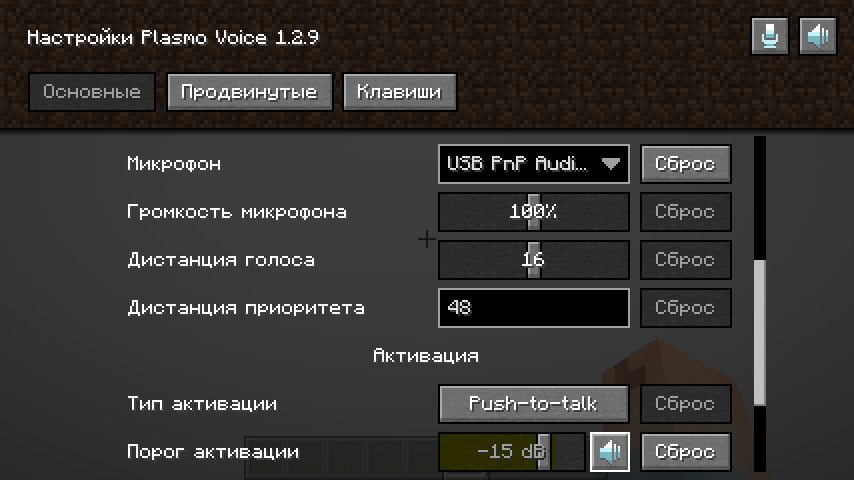 Настройки Plasmo Voice 1.2.9
Основные Продвинутые Клавиши
Микрофон USB PnP Audi... Сброс
Громкость микрофона 100% Сброс
Дистанция голоса 16 Сброс
Дистанция приоритета 48 Сброс
Активация
Тип активации Push-to-talk Сброс
Порог активации -15 dB Сброс